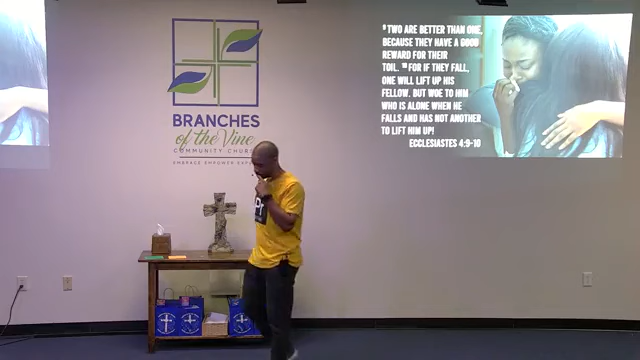 BRANCHES
of the Vine
COMMUNITY CHURCH
EMBRACE EMPOWER
⁹ TWO ARE BETTER THAN ONE,
BECAUSE THEY HAVE A GOOD
REWARD FOR THEIR
TOIL. ¹⁰ FOR IF THEY FALL,
ONE WILL LIFT UP HIS
FELLOW. BUT WOE TO HIM
WHO IS ALONE WHEN HE
FALLS AND HAS NOT ANOTHER
TO LIFT HIM UP!
ECCLESIASTES 4:9-10